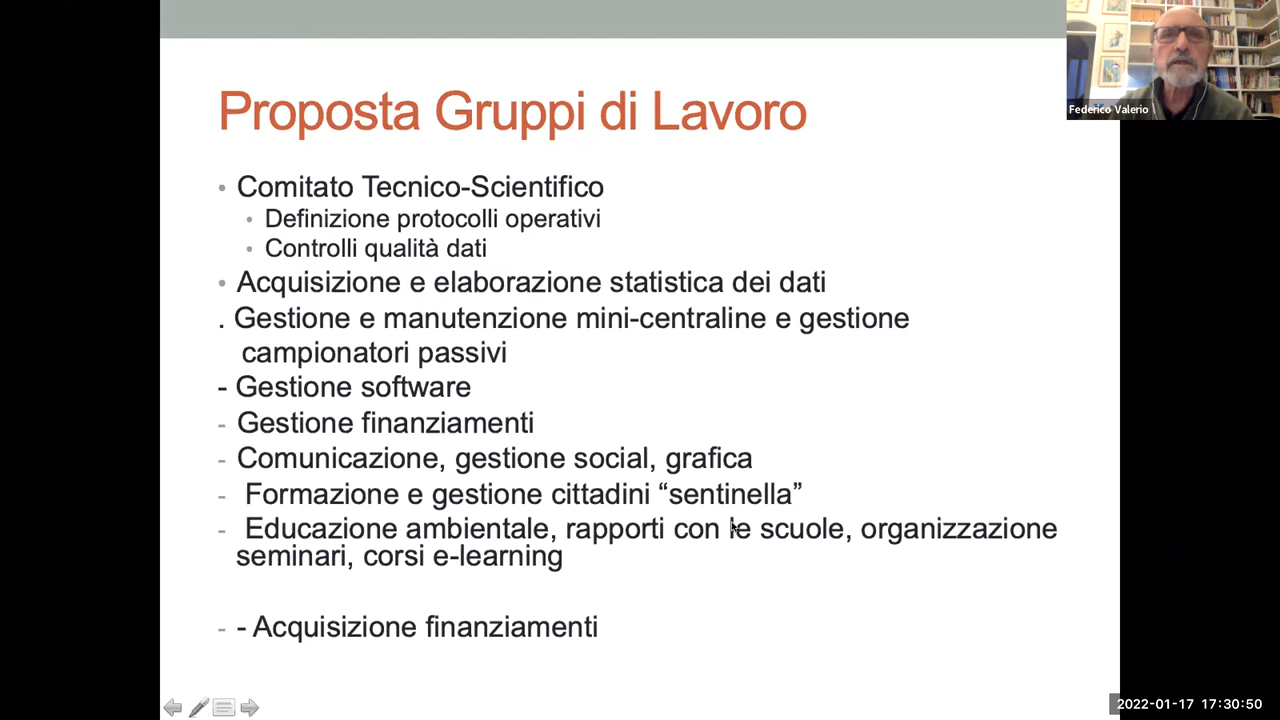 Proposta Gruppi di Lavoro
Federico Valerio
• Comitato Tecnico-Scientifico
• Definizione protocolli operativi
• Controlli qualità dati
• Acquisizione e elaborazione statistica dei dati
. Gestione e manutenzione mini-centraline e gestione
campionatori passivi
- Gestione software
- Gestione finanziamenti
- Comunicazione, gestione social, grafica
- Formazione e gestione cittadini “sentinella”
- Educazione ambientale, rapporti con le scuole, organizzazione
seminari, corsi e-learning
- - Acquisizione finanziamenti
2022-01-17 17:30:50